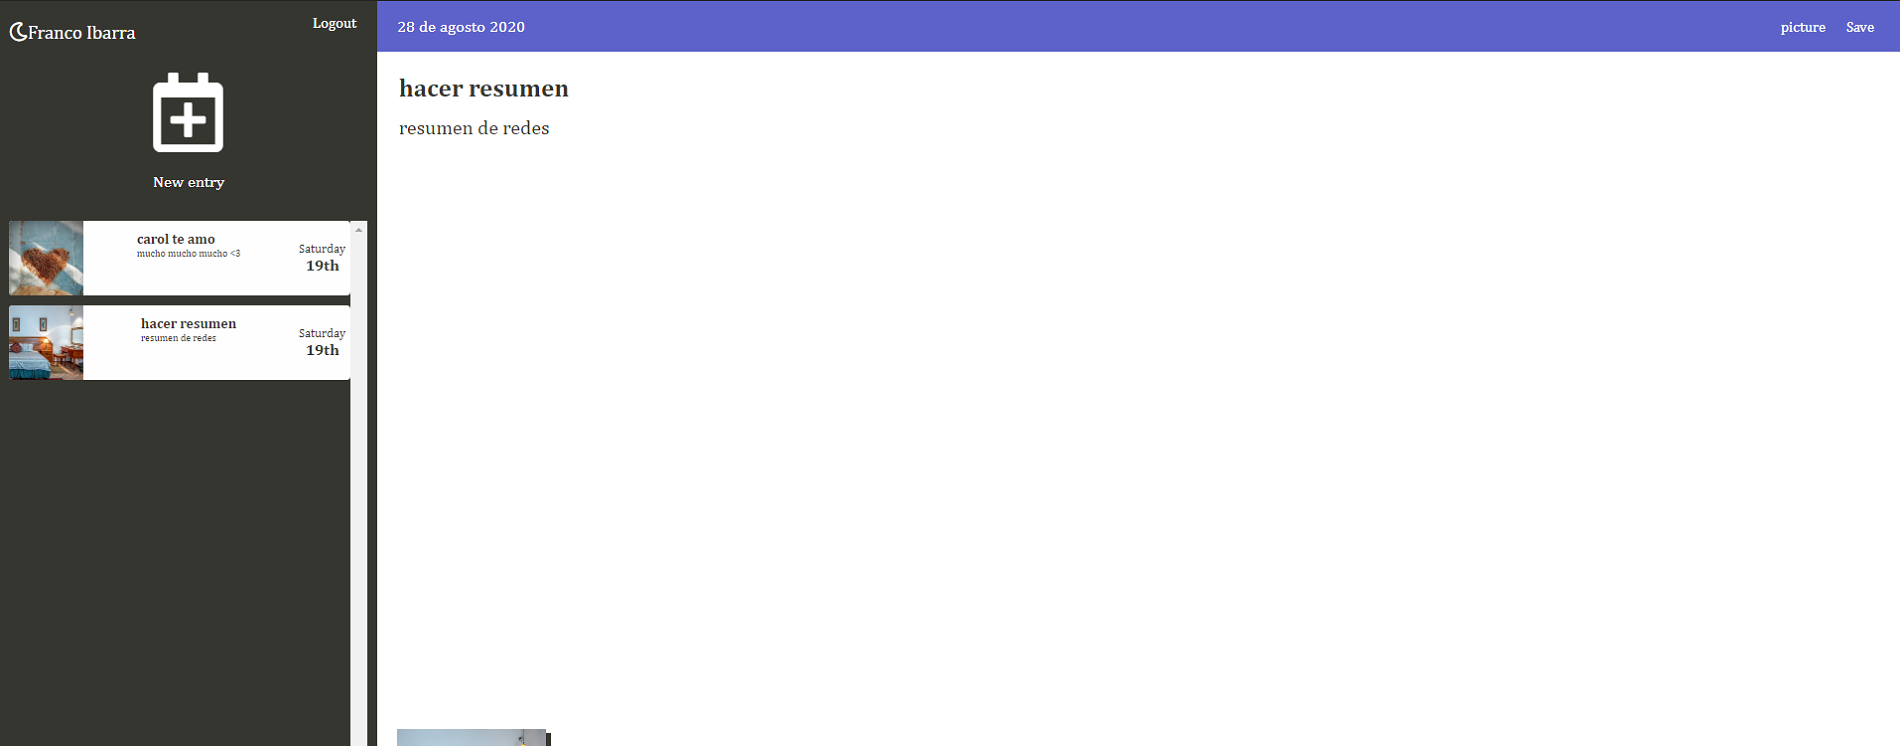 Franco Ibarra
Logout
New entry
carol te amo
mucho mucho mucho <3
Saturday
19th
hacer resumen
resumen de redes
Saturday
19th
28 de agosto 2020
picture
Save
hacer resumen
resumen de redes